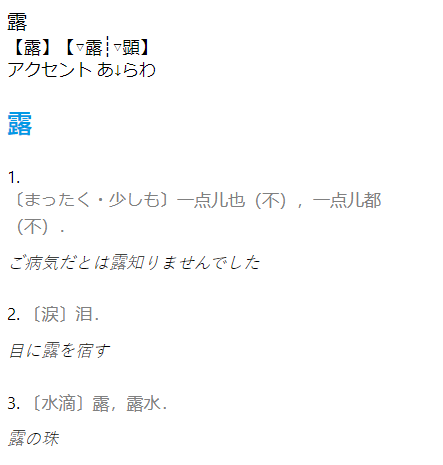 露
【露】【▿露┊▿顕】
アクセント あ↓らわ
露
1.
〔まったく・少しも〕一点儿也（不），一点儿都
（不）．
ご病気だとは露知りませんでした
2. 〔涙〕泪．
目に露を宿す
3. 〔水滴〕露，露水．
露の珠